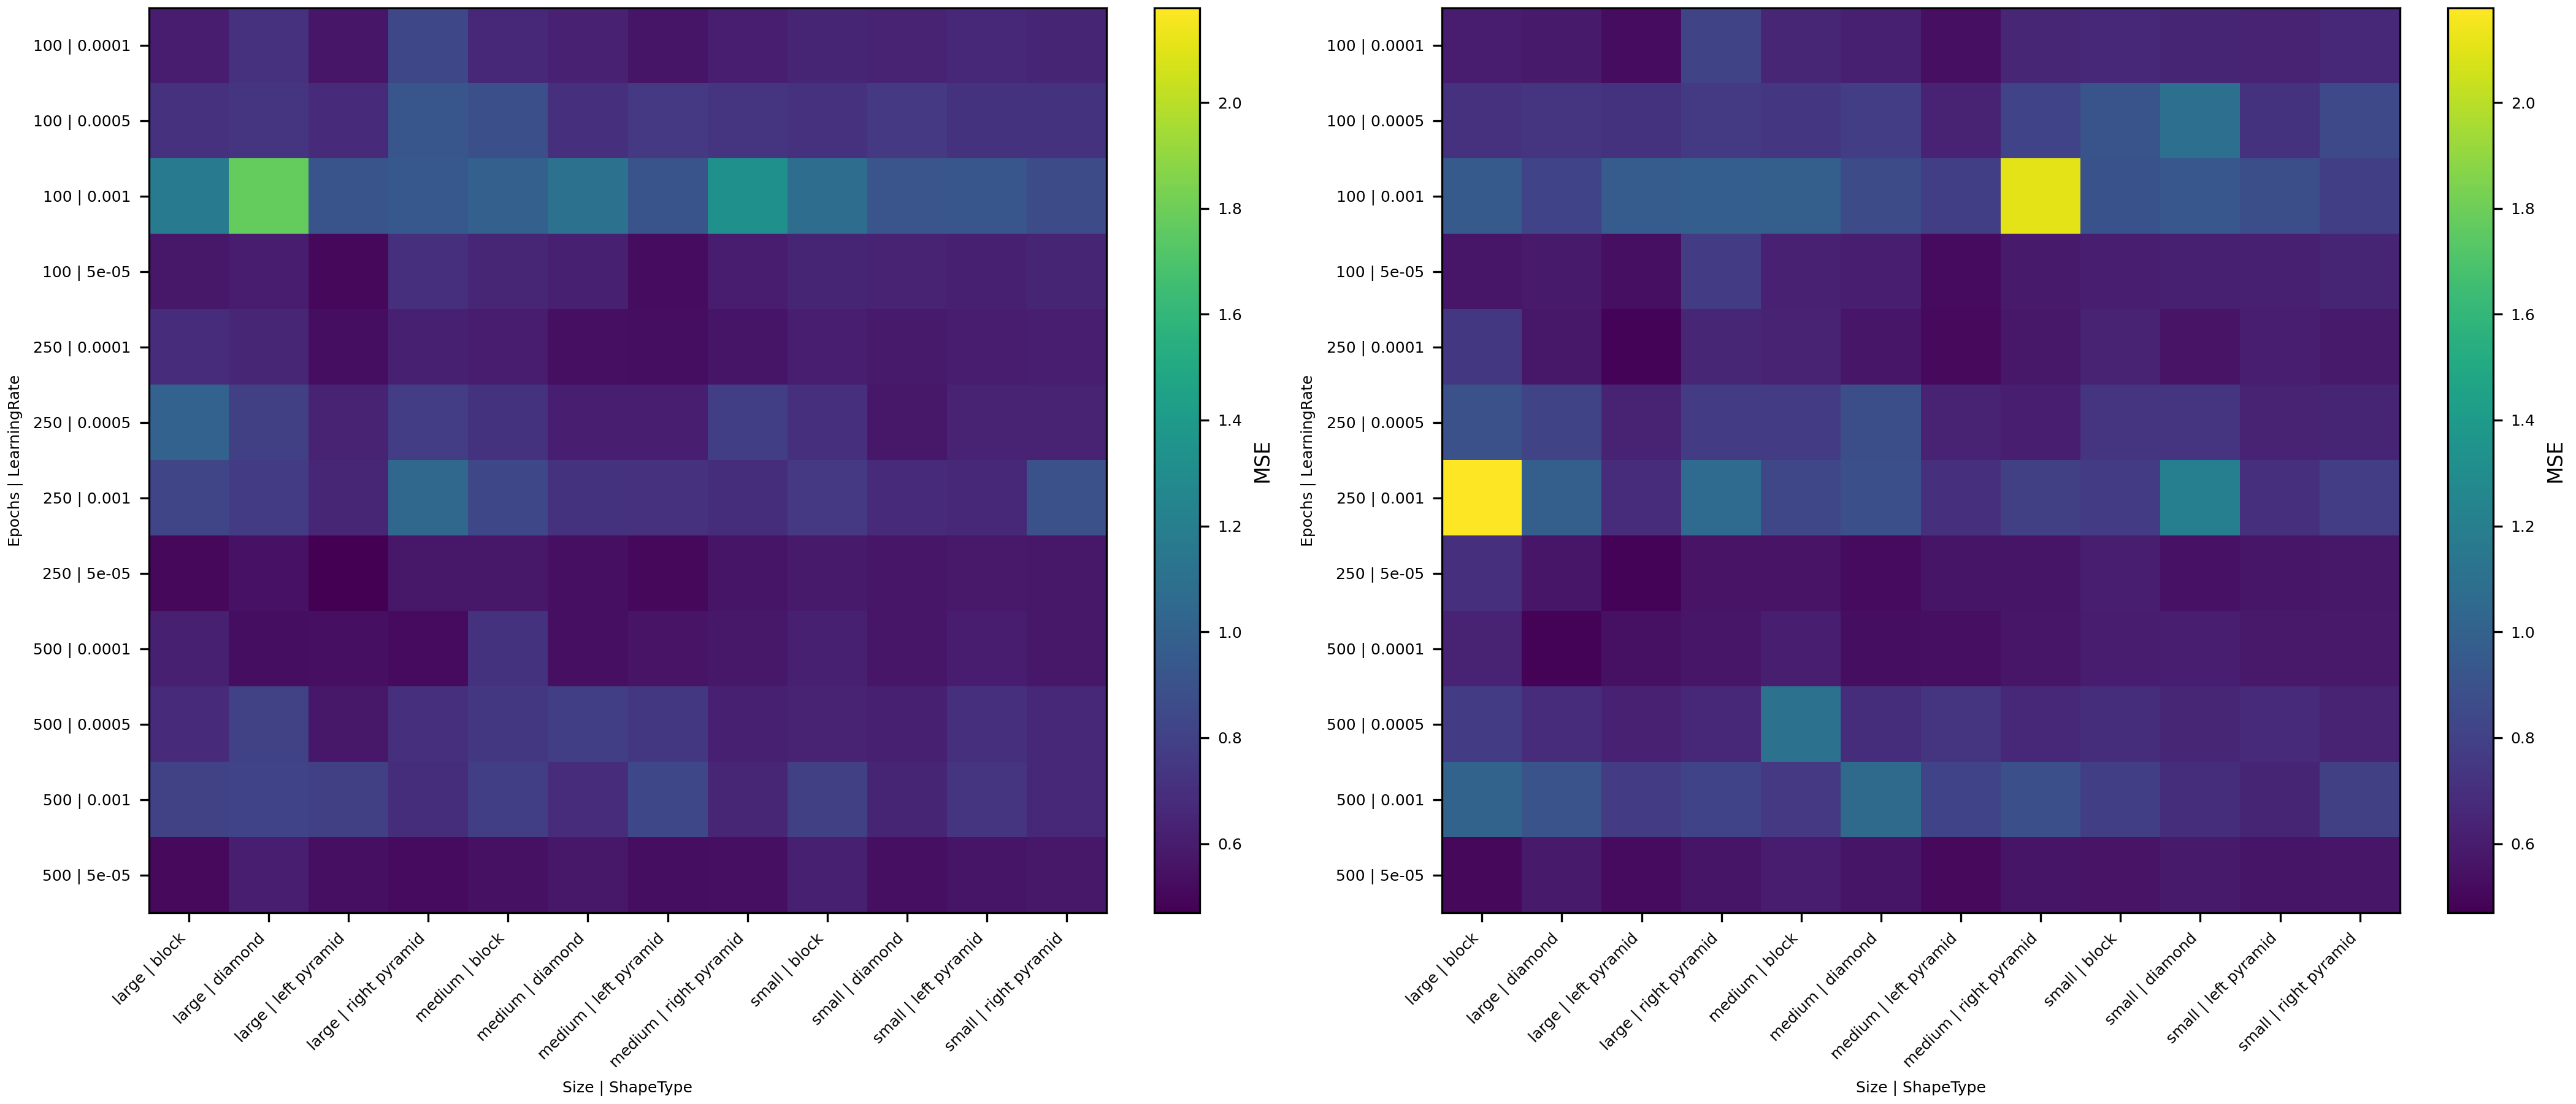 100 | 0.0001
100 | 0.0005
100 | 0.001
100 | 5e-05
250 | 0.0001
250 | 0.0005
250 | 0.001
250 | 5e-05
500 | 0.0001
500 | 0.0005
500 | 0.001
500 | 5e-05
Epochs | LearningRate
large | block
large | diamond
large | left pyramid
large | right pyramid
medium | block
medium | diamond
medium | left pyramid
medium | right pyramid
small | block
small | diamond
small | left pyramid
small | right pyramid
Size | ShapeType
2.0
1.8
1.6
1.4
1.2
1.0
0.8
0.6
MSE
100 | 0.0001
100 | 0.0005
100 | 0.001
100 | 5e-05
250 | 0.0001
250 | 0.0005
250 | 0.001
250 | 5e-05
500 | 0.0001
500 | 0.0005
500 | 0.001
500 | 5e-05
Epochs | LearningRate
large | block
large | diamond
large | left pyramid
large | right pyramid
medium | block
medium | diamond
medium | left pyramid
medium | right pyramid
small | block
small | diamond
small | left pyramid
small | right pyramid
Size | ShapeType
2.0
1.8
1.6
1.4
1.2
1.0
0.8
0.6
MSE